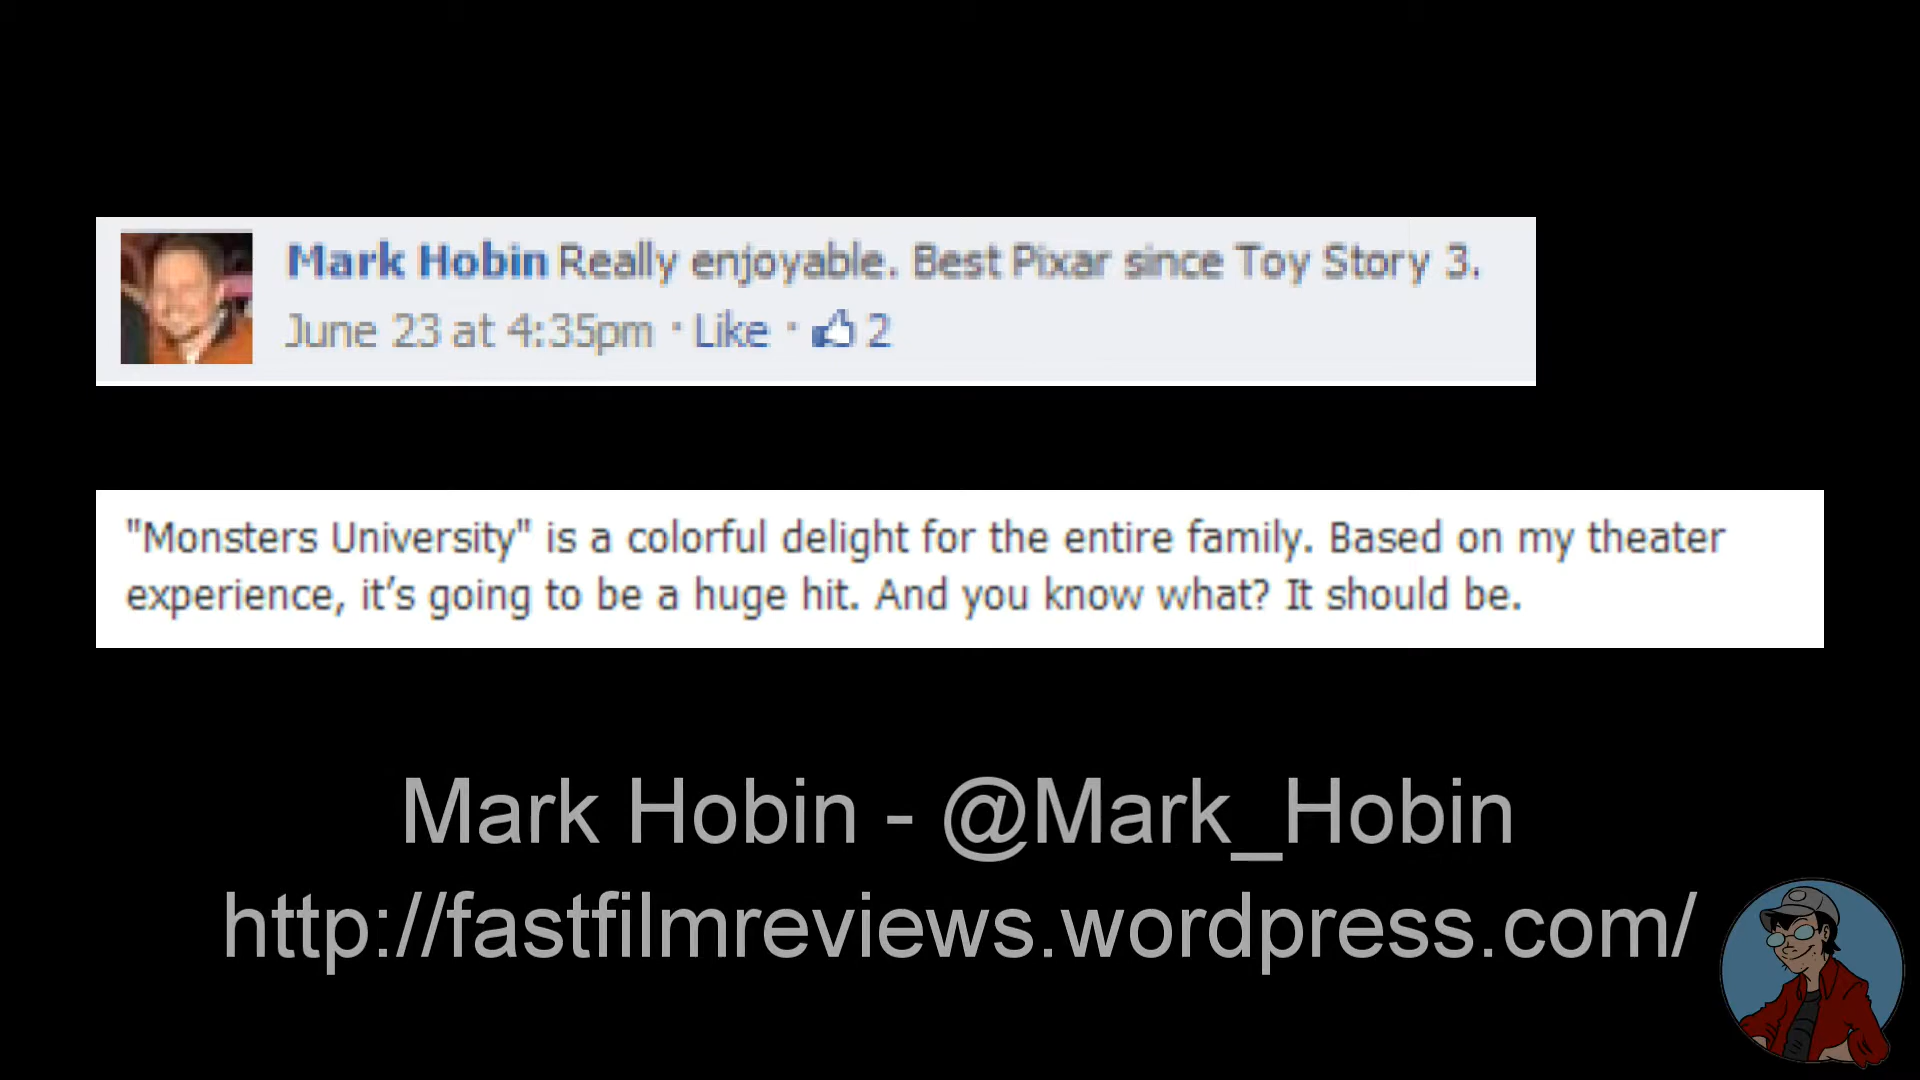 Mark Hobin Really enjoyable. Best Pixar since Toy Story 3.
June 23 at 4:35pm · Like · 2
"Monsters University" is a colorful delight for the entire family. Based on my theater
experience, it’s going to be a huge hit. And you know what? It should be.
Mark Hobin - @Mark_Hobin
http://fastfilmreviews.wordpress.com/